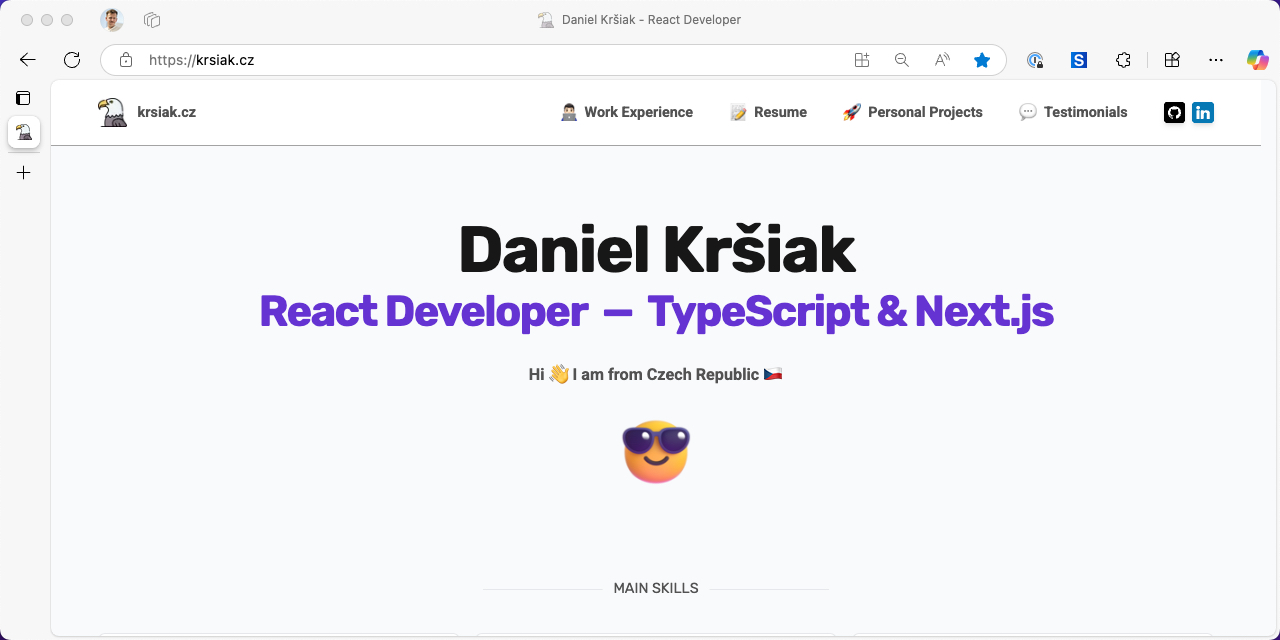 Daniel Kršiak - React Developer
https://krsiak.cz
S
krsiak.cz
Work Experience
Resume
Personal Projects
Testimonials
in
Daniel Kršiak
React Developer — TypeScript & Next.js
Hi 👋 I am from Czech Republic 🇨🇿
MAIN SKILLS